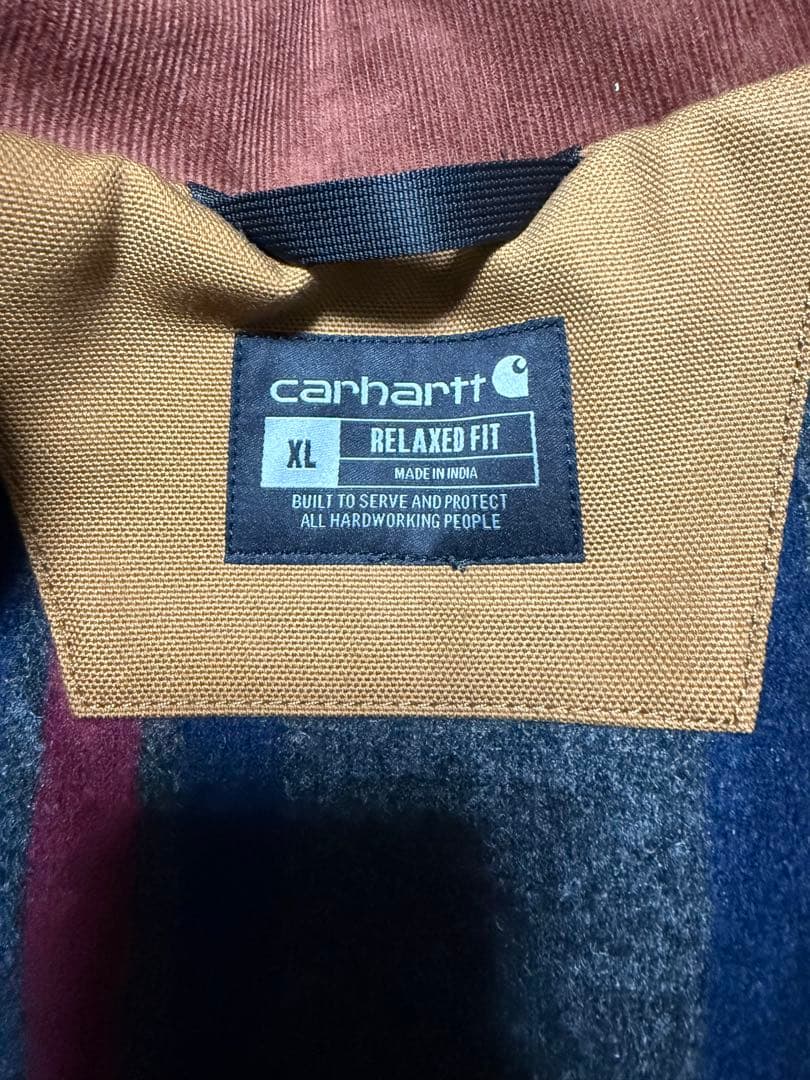 carhartt
XL
RELAXED FIT
MADE IN INDIA
BUILT TO SERVE AND PROTECT
ALL HARDWORKING PEOPLE